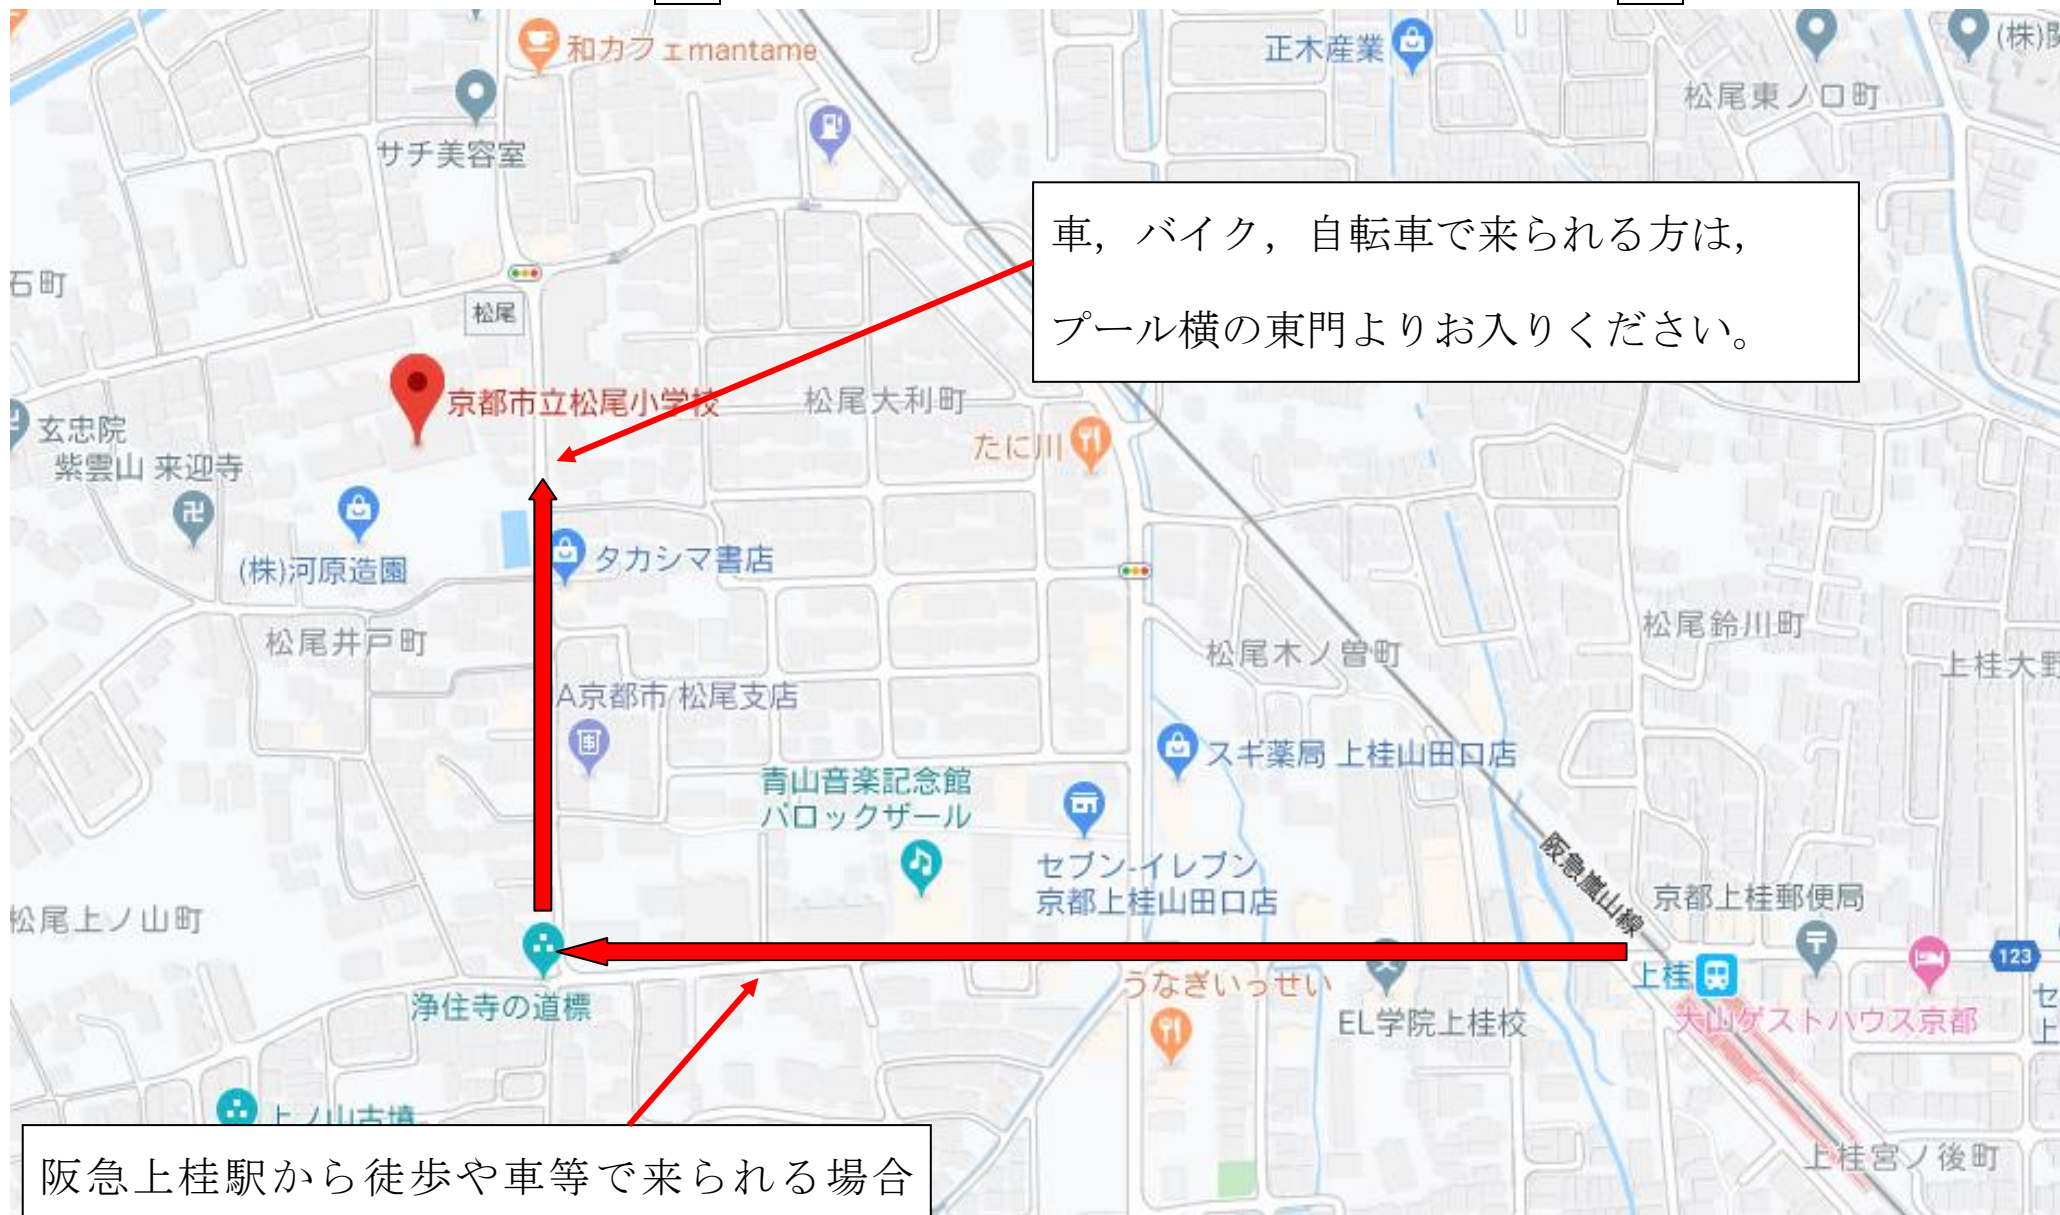 和カフェmantame
正木産業
(株)関
松尾東ノ口町
サチ美容室
車，バイク，自転車で来られる方は，
プール横の東門よりお入りください。
石町
松尾
京都市立松尾小学校
松尾大利町
玄忠院
紫雲山 来迎寺
たに川
(株)河原造園
タカシマ書店
松尾井戸町
松尾木ノ曽町
松尾鈴川町
上桂大野
A京都市 松尾支店
スギ薬局 上桂山田口店
青山音楽記念館
バロックザール
セブン-イレブン
京都上桂山田口店
阪急嵐山線
京都上桂郵便局
松尾上ノ山町
123
浄住寺の道標
うなぎいっせい
EL学院上桂校
上桂
大山ゲストハウス京都
セ
上
上ノ山古墳
上桂宮ノ後町
阪急上桂駅から徒歩や車等で来られる場合